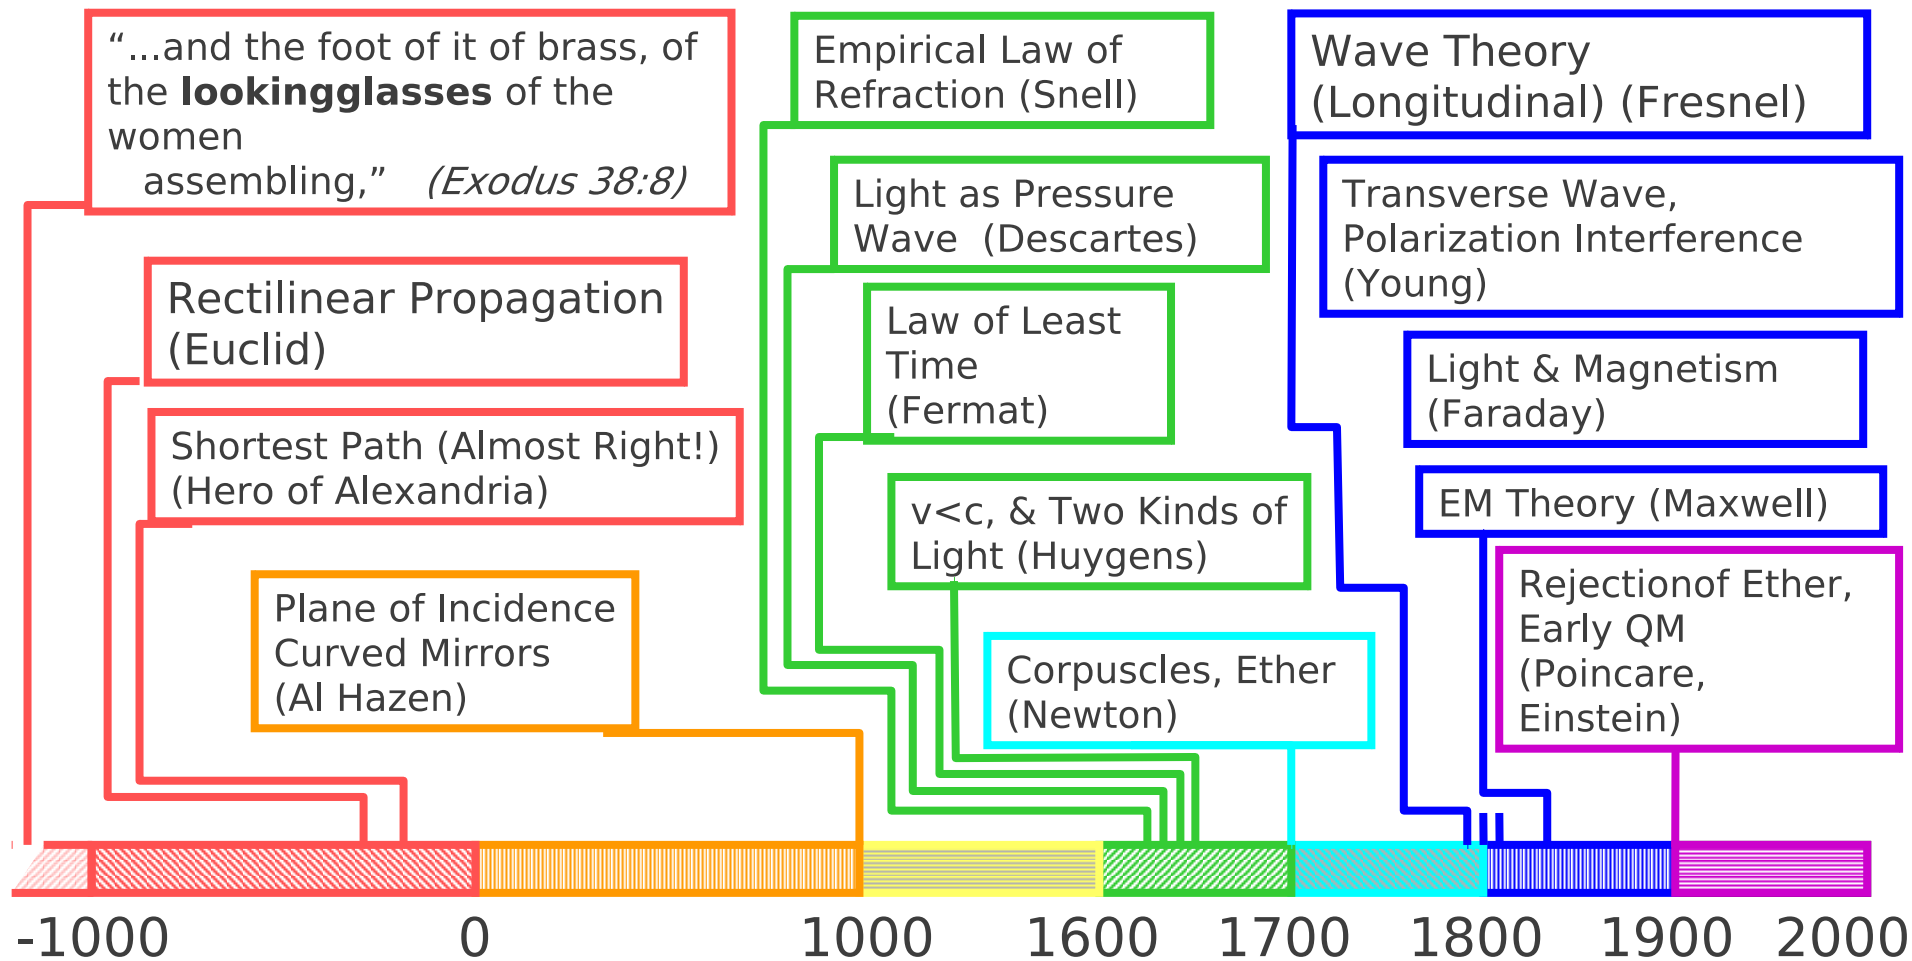 “...and the foot of it of brass, of
the lookingglasses of the
women
assembling,” (Exodus 38:8)
Rectilinear Propagation
(Euclid)
Shortest Path (Almost Right!)
(Hero of Alexandria)
Plane of Incidence
Curved Mirrors
(Al Hazen)
Empirical Law of
Refraction (Snell)
Light as Pressure
Wave (Descartes)
Law of Least
Time
(Fermat)
v<c, & Two Kinds of
Light (Huygens)
Corpuscles, Ether
(Newton)
Wave Theory
(Longitudinal) (Fresnel)
Transverse Wave,
Polarization Interference
(Young)
Light & Magnetism
(Faraday)
EM Theory (Maxwell)
Rejectionof Ether,
Early QM
(Poincare,
Einstein)
-1000 0 1000 1600 1700 1800 1900 2000